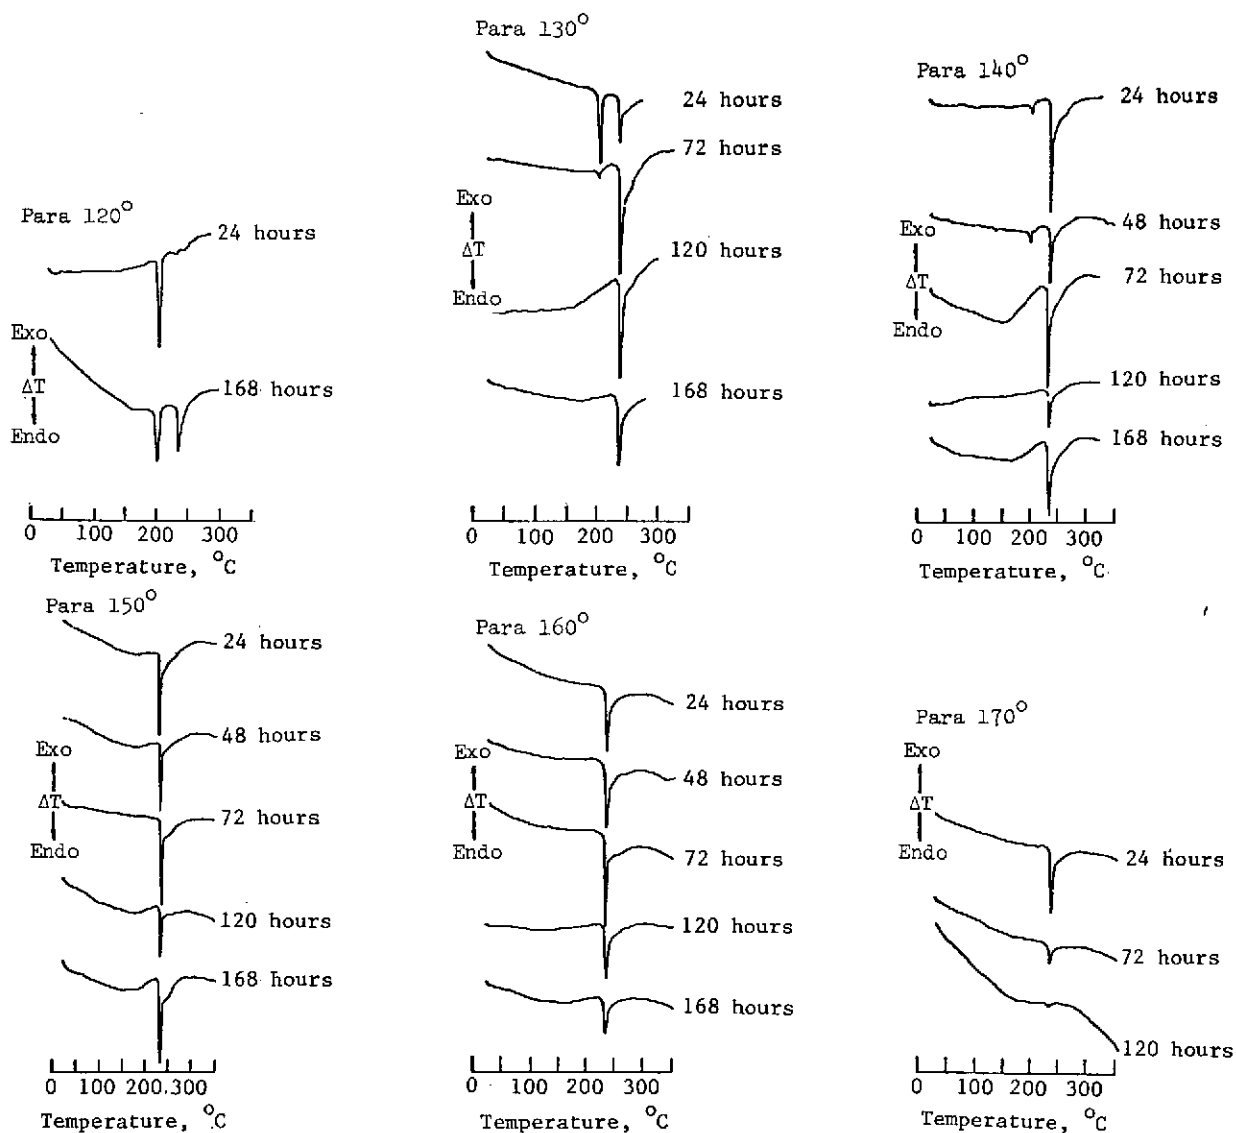 Para 120°
24 hours
Exo
ΔT
168 hours
Endo
0 100 200 300
Temperature, °C
Para 130°
24 hours
72 hours
Exo
ΔT
120 hours
Endo
168 hours
0 100 200 300
Temperature, °C
Para 140°
24 hours
48 hours
Exo
ΔT
72 hours
Endo
120 hours
168 hours
0 100 200 300
Temperature, °C
Para 150°
24 hours
48 hours
Exo
ΔT
72 hours
Endo
120 hours
168 hours
0 100 200 300
Temperature, °C
Para 160°
24 hours
Exo
48 hours
ΔT
Endo
72 hours
120 hours
168 hours
0 100 200 300
Temperature, °C
Para 170°
Exo
ΔT
Endo
24 hours
72 hours
120 hours
0 100 200 300
Temperature, °C